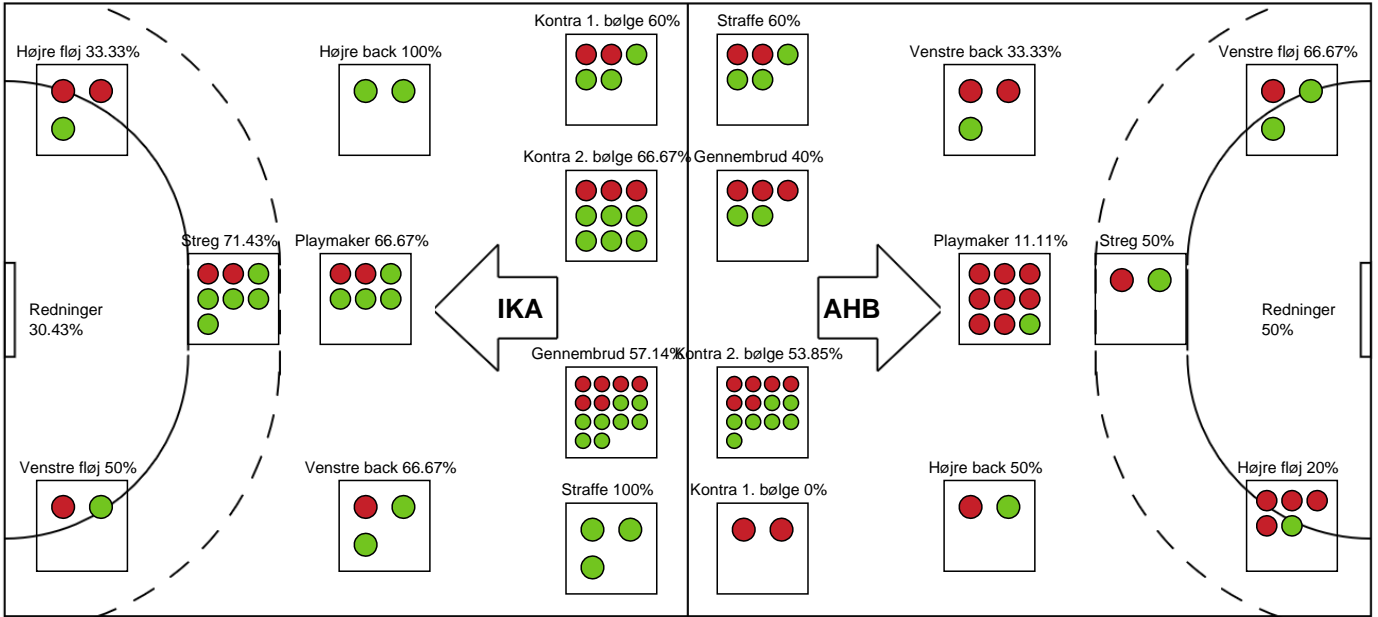 Kontra 1. bølge 60%
Straffe 60%
Højre fløj 33.33%
Højre back 100%
Venstre back 33.33%
Venstre fløj 66.67%
Kontra 2. bølge 66.67%
Gennembrud 40%
Streg 71.43%
Playmaker 66.67%
Playmaker 11.11%
Streg 50%
Redninger
30.43%
IKA
AHB
Redninger
50%
Gennembrud 57.14%
Kontra 2. bølge 53.85%
Venstre fløj 50%
Venstre back 66.67%
Højre back 50%
Højre fløj 20%
Straffe 100%
Kontra 1. bølge 0%